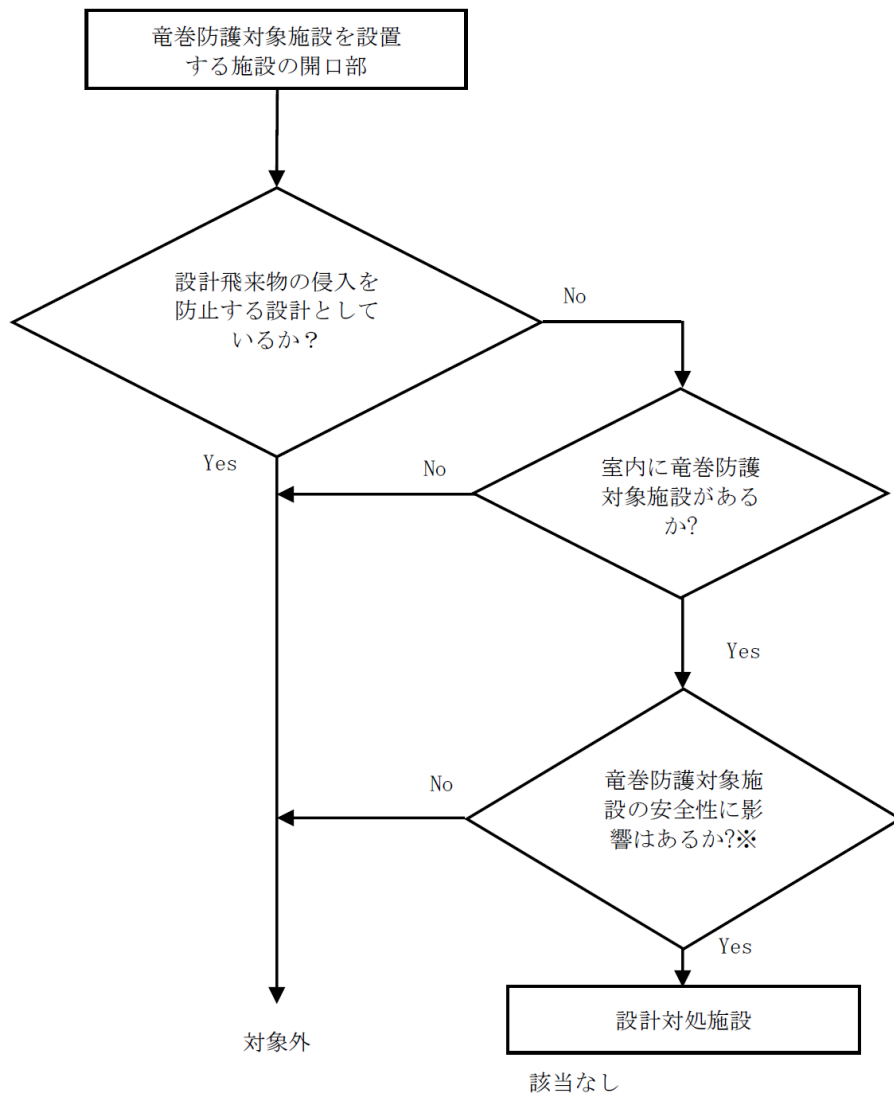 竜巻防護対象施設を設置
する施設の開口部
設計飛来物の侵入を
防止する設計として
いるか？
No
Yes
No
室内に竜巻防護
対象施設がある
か?
Yes
No
竜巻防護対象施
設の安全性に影
響はあるか?※
Yes
対象外
設計対処施設
該当なし